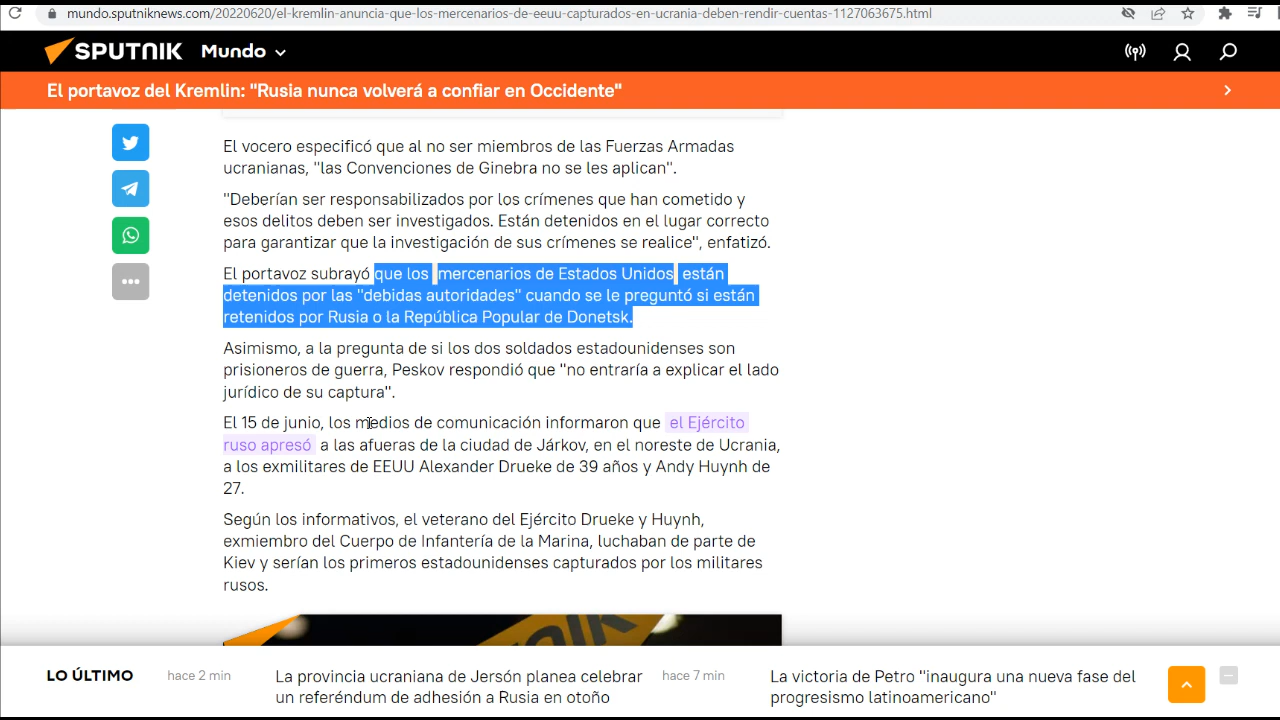 mundo.sputniknews.com/20220620/el-kremlin-anuncia-que-los-mercenarios-de-eeuu-capturados-en-ucrania-deben-rendir-cuentas-1127063675.html
SPUTNIK Mundo
El portavoz del Kremlin: "Rusia nunca volverá a confiar en Occidente"
El vocero especificó que al no ser miembros de las Fuerzas Armadas
ucranianas, "las Convenciones de Ginebra no se les aplican".
"Deberían ser responsabilizados por los crímenes que han cometido y
esos delitos deben ser investigados. Están detenidos en el lugar correcto
para garantizar que la investigación de sus crímenes se realice", enfatizó.
El portavoz subrayó que los mercenarios de Estados Unidos están
detenidos por las "debidas autoridades" cuando se le preguntó si están
retenidos por Rusia o la República Popular de Donetsk.
Asimismo, a la pregunta de si los dos soldados estadounidenses son
prisioneros de guerra, Peskov respondió que "no entraría a explicar el lado
jurídico de su captura".
El 15 de junio, los medios de comunicación informaron que el Ejército
ruso apresó a las afueras de la ciudad de Járkov, en el noreste de Ucrania,
a los exmilitares de EEUU Alexander Drueke de 39 años y Andy Huynh de
27.
Según los informativos, el veterano del Ejército Drueke y Huynh,
exmiembro del Cuerpo de Infantería de la Marina, luchaban de parte de
Kiev y serían los primeros estadounidenses capturados por los militares
rusos.
LO ÚLTIMO
hace 2 min
La provincia ucraniana de Jersón planea celebrar
un referéndum de adhesión a Rusia en otoño
hace 7 min
La victoria de Petro "inaugura una nueva fase del
progresismo latinoamericano"